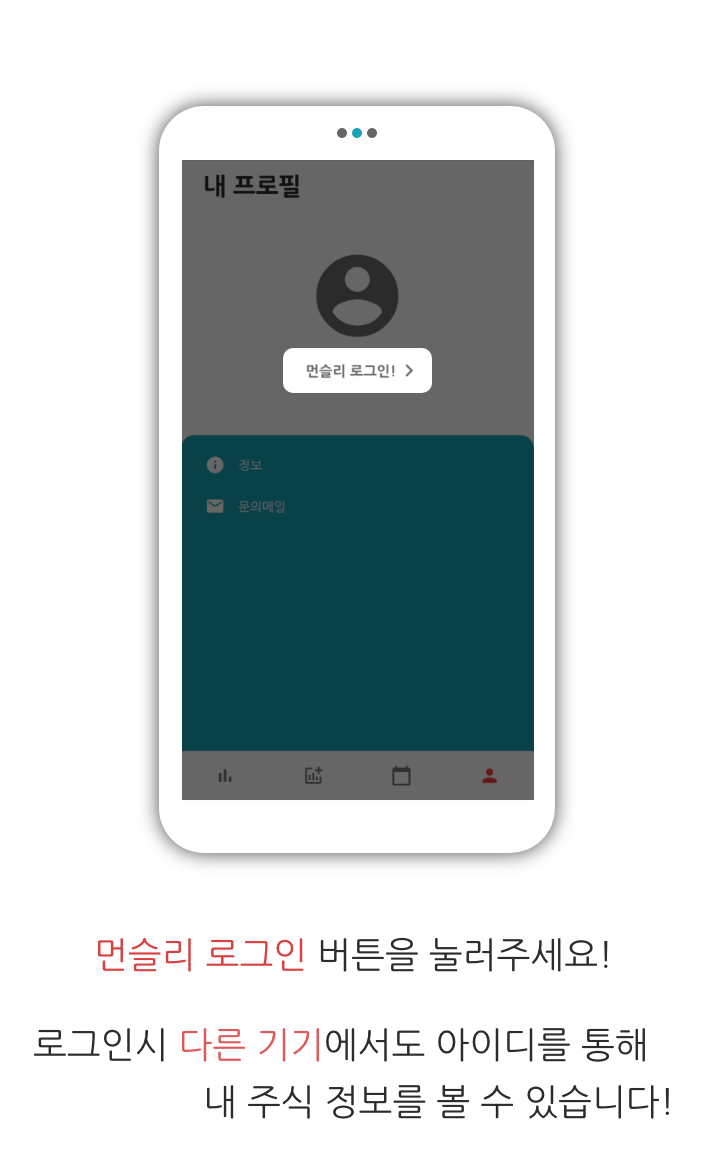 내 프로필
먼슬리 로그인!
정보
문의메일
먼슬리 로그인 버튼을 눌러주세요!
로그인시 다른 기기에서도 아이디를 통해
내 주식 정보를 볼 수 있습니다!